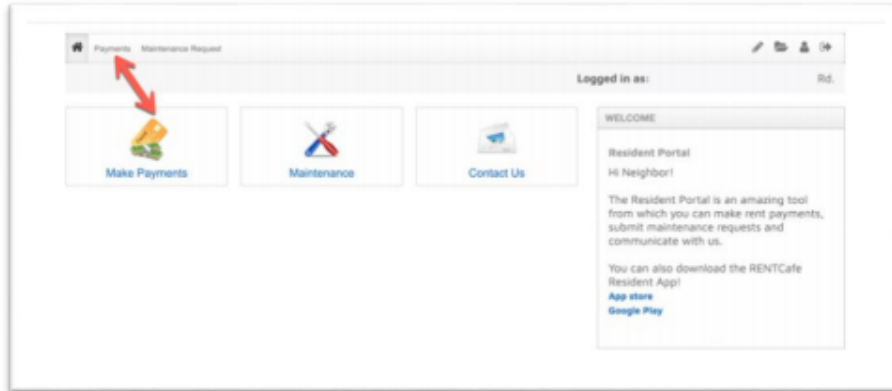 Payments Maintenance Request
Logged in as: Rd.
Make Payments
Maintenance
Contact Us
WELCOME
Resident Portal
Hi Neighbor!
The Resident Portal is an amazing tool
from which you can make rent payments,
submit maintenance requests and
communicate with us.
You can also download the RENTCafe
Resident App!
App store
Google Play